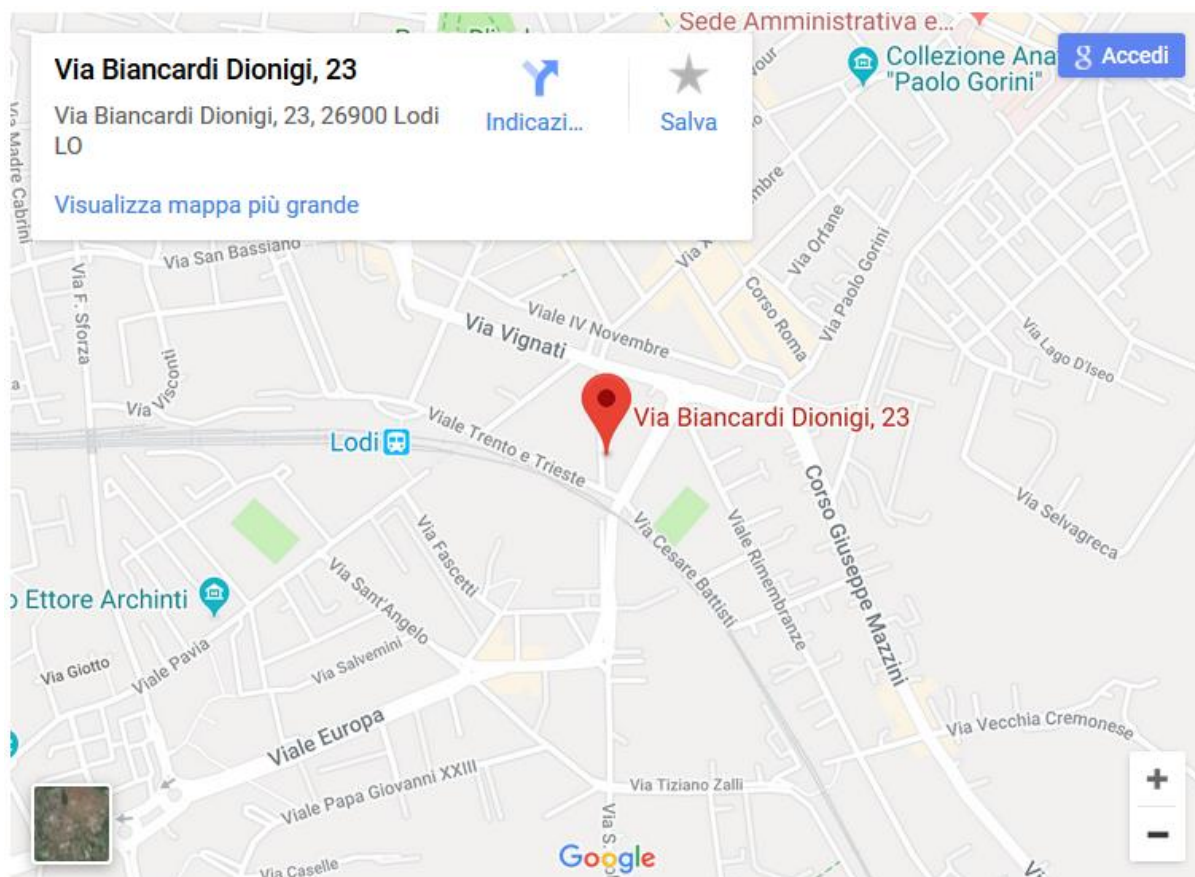 Via Biancardi Dionigi, 23
Via Biancardi Dionigi, 23, 26900 Lodi
LO
Indicazi...
Salva
Visualizza mappa più grande
Accedi
Sede Amministrativa e...
Collezione Ana
"Paolo Gorini"
Via Madre Cabrini
Via San Bassiano
Via F. Sforza
Via Orfane
Via Paolo Gorini
Corso Roma
Via Lago D'Iseo
Viale IV Novembre
Via Vignati
Via Visconti
Via Biancardi Dionigi, 23
Lodi
Viale Trento e Trieste
Corso Giuseppe Mazzini
Via Selvagreca
Via Fascetti
Via Cesare Battisti
Viale Rimembranze
Via Sant'Angelo
Ettore Archinti
Via Giotto
Viale Pavia
Via Salvemini
Viale Europa
Via Vecchia Cremonese
Viale Papa Giovanni XXIII
Via Tiziano Zalli
Via S.
Google
Via Caselle